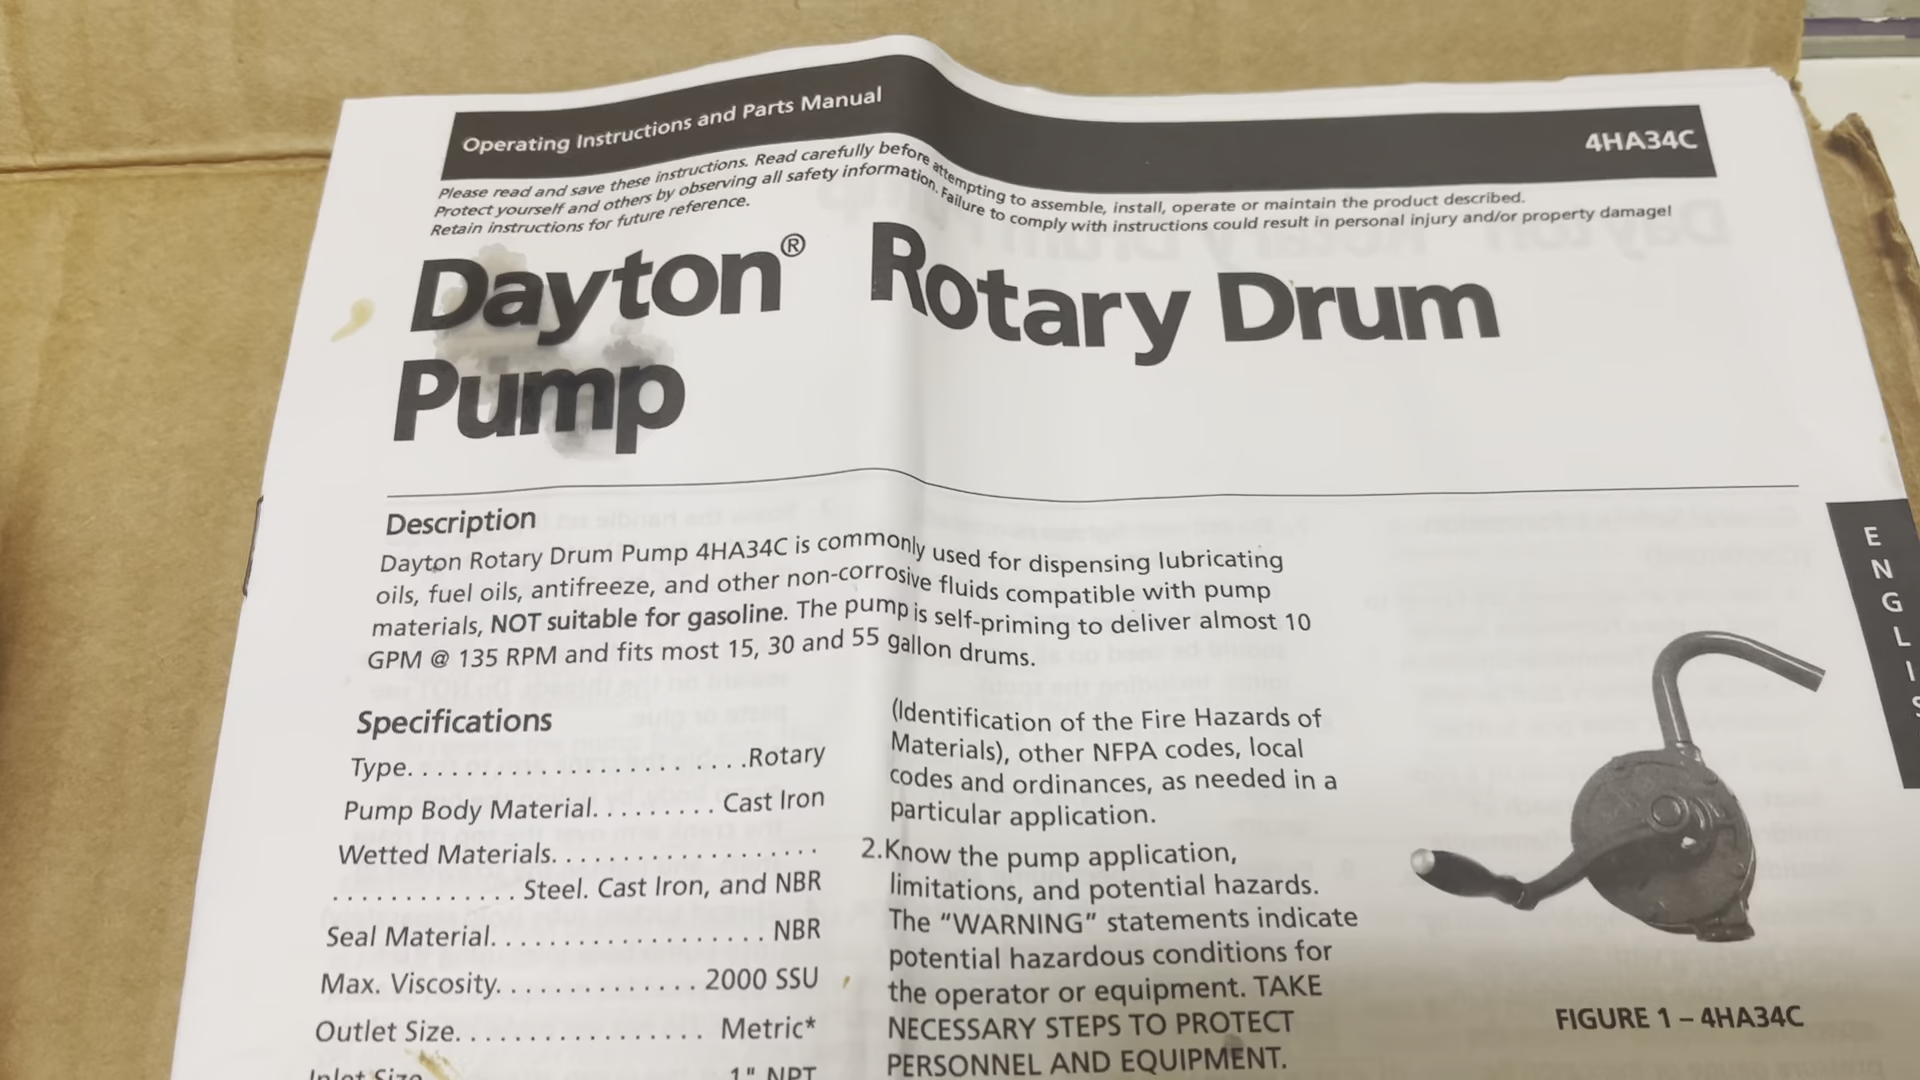 Operating Instructions and Parts Manual 4HA34C
Please read and save these instructions. Read carefully before attempting to assemble, install, operate or maintain the product described.
Protect yourself and others by observing all safety information. Failure to comply with instructions could result in personal injury and/or property damage!
Retain instructions for future reference.
Dayton® Rotary Drum
Pump
Description
Dayton Rotary Drum Pump 4HA34C is commonly used for dispensing lubricating
oils, fuel oils, antifreeze, and other non-corrosive fluids compatible with pump
materials, NOT suitable for gasoline. The pump is self-priming to deliver almost 10
GPM @ 135 RPM and fits most 15, 30 and 55 gallon drums.
Specifications
Type. . . . . . . . . . . . . . . . . . . . . . . .Rotary
Pump Body Material. . . . . . . . . Cast Iron
Wetted Materials. . . . . . . . . . . . . . . . . . .
. . . . . . . . . . . . . Steel. Cast Iron, and NBR
Seal Material. . . . . . . . . . . . . . . . . . . NBR
Max. Viscosity. . . . . . . . . . . . . . 2000 SSU
Outlet Size. . . . . . . . . . . . . . . . . Metric*
Inlet Size 1" NPT
(Identification of the Fire Hazards of
Materials), other NFPA codes, local
codes and ordinances, as needed in a
particular application.
2.Know the pump application,
limitations, and potential hazards.
The “WARNING” statements indicate
potential hazardous conditions for
the operator or equipment. TAKE
NECESSARY STEPS TO PROTECT
PERSONNEL AND EQUIPMENT.
FIGURE 1 – 4HA34C
E
N
G
L
I
S